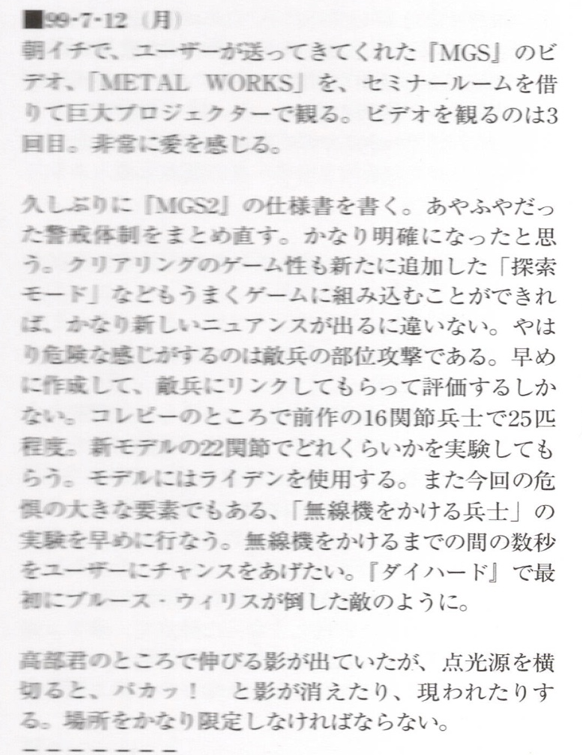 ■99・7・12（月）
朝イチで、ユーザーが送ってきてくれた『MGS』のビ
デオ、「METAL WORKS」を、セミナールームを借
りて巨大プロジェクターで観る。ビデオを観るのは3
回目。非常に愛を感じる。
久しぶりに『MGS2』の仕様書を書く。あやふやだっ
た警戒体制をまとめ直す。かなり明確になったと思
う。クリアリングのゲーム性も新たに追加した「探索
モード」などもうまくゲームに組み込むことができれ
ば、かなり新しいニュアンスが出るに違いない。やは
り危険な感じがするのは敵兵の部位攻撃である。早め
に作成して、敵兵にリンクしてもらって評価するしか
ない。コレピーのところで前作の16関節兵士で25匹
程度。新モデルの22関節でどれくらいかを実験しても
らう。モデルにはライデンを使用する。また今回の危
惧の大きな要素でもある、「無線機をかける兵士」の
実験を早めに行なう。無線機をかけるまでの間の数秒
をユーザーにチャンスをあげたい。『ダイハード』で最
初にブルース・ウィリスが倒した敵のように。
高部君のところで伸びる影が出ていたが、点光源を横
切ると、パカッ！　と影が消えたり、現われたりす
る。場所をかなり限定しなければならない。